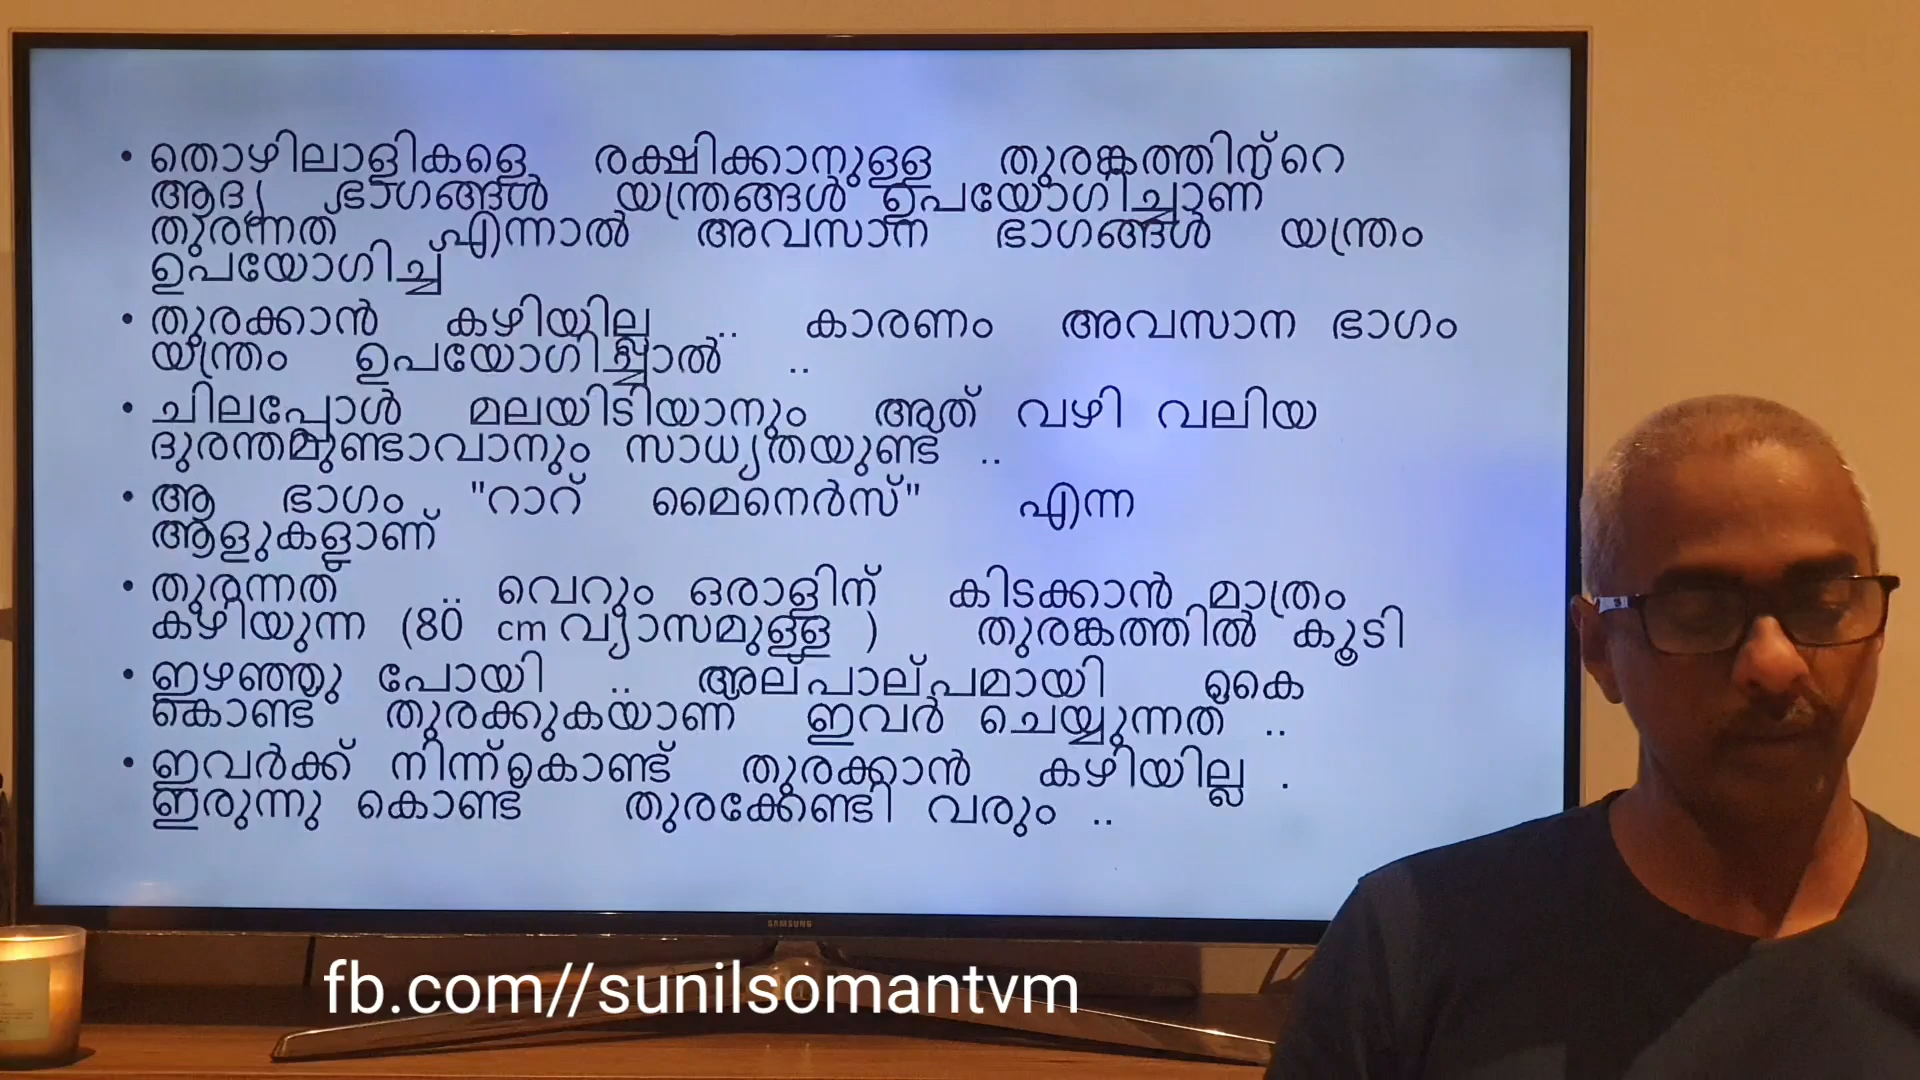 • തൊഴിലാളികളെ രക്ഷിക്കാനുള്ള തുരങ്കത്തിന്റെ
ആദ്യ ഭാഗങ്ങൾ യന്ത്രങ്ങൾ ഉപയോഗിച്ചാണ്
തുരന്നത് എന്നാൽ അവസാന ഭാഗങ്ങൾ യന്ത്രം
ഉപയോഗിച്ച്
• തുരക്കാൻ കഴിയില്ല .. കാരണം അവസാന ഭാഗം
യന്ത്രം ഉപയോഗിച്ചാൽ ..
• ചിലപ്പോൾ മലയിടിയാനും അത് വഴി വലിയ
ദുരന്തമുണ്ടാവാനും സാധ്യതയുണ്ട് ..
• ആ ഭാഗം "റാറ് മൈനെർസ്" എന്ന
ആളുകളാണ്
• തുരന്നത് .. വെറും ഒരാളിന് കിടക്കാൻ മാത്രം
കഴിയുന്ന (80 cm വ്യാസമുള്ള ) തുരങ്കത്തിൽ കൂടി
• ഇഴഞ്ഞു പോയി .. അല്പാല്പമായി കൈ
കൊണ്ട് തുരക്കുകയാണ് ഇവർ ചെയ്യുന്നത് ..
• ഇവർക്ക് നിന്ന്കൊണ്ട് തുരക്കാൻ കഴിയില്ല .
ഇരുന്നു കൊണ്ട് തുരക്കേണ്ടി വരും ..
SAMSUNG
fb.com//sunilsomantvm